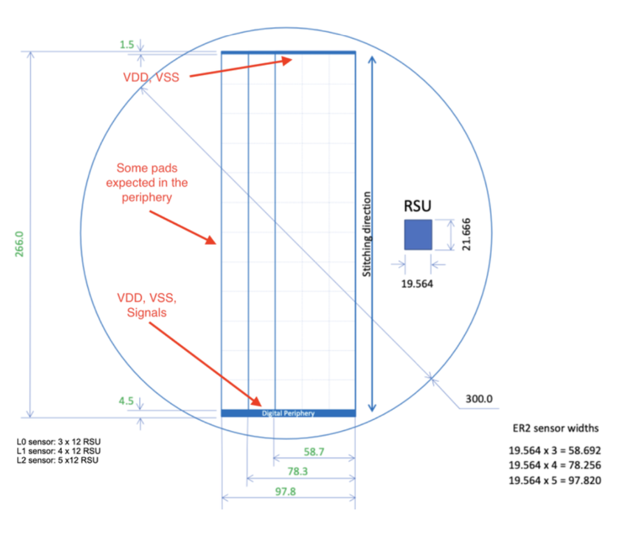 1.5
VDD, VSS
Some pads
expected in the
periphery
266.0
Stitching direction
RSU
21.666
19.564
VDD, VSS,
Signals
4.5
Digital Periphery
300.0
L0 sensor: 3 x 12 RSU
L1 sensor: 4 x 12 RSU
L2 sensor: 5 x12 RSU
58.7
78.3
97.8
ER2 sensor widths
19.564 x 3 = 58.692
19.564 x 4 = 78.256
19.564 x 5 = 97.820